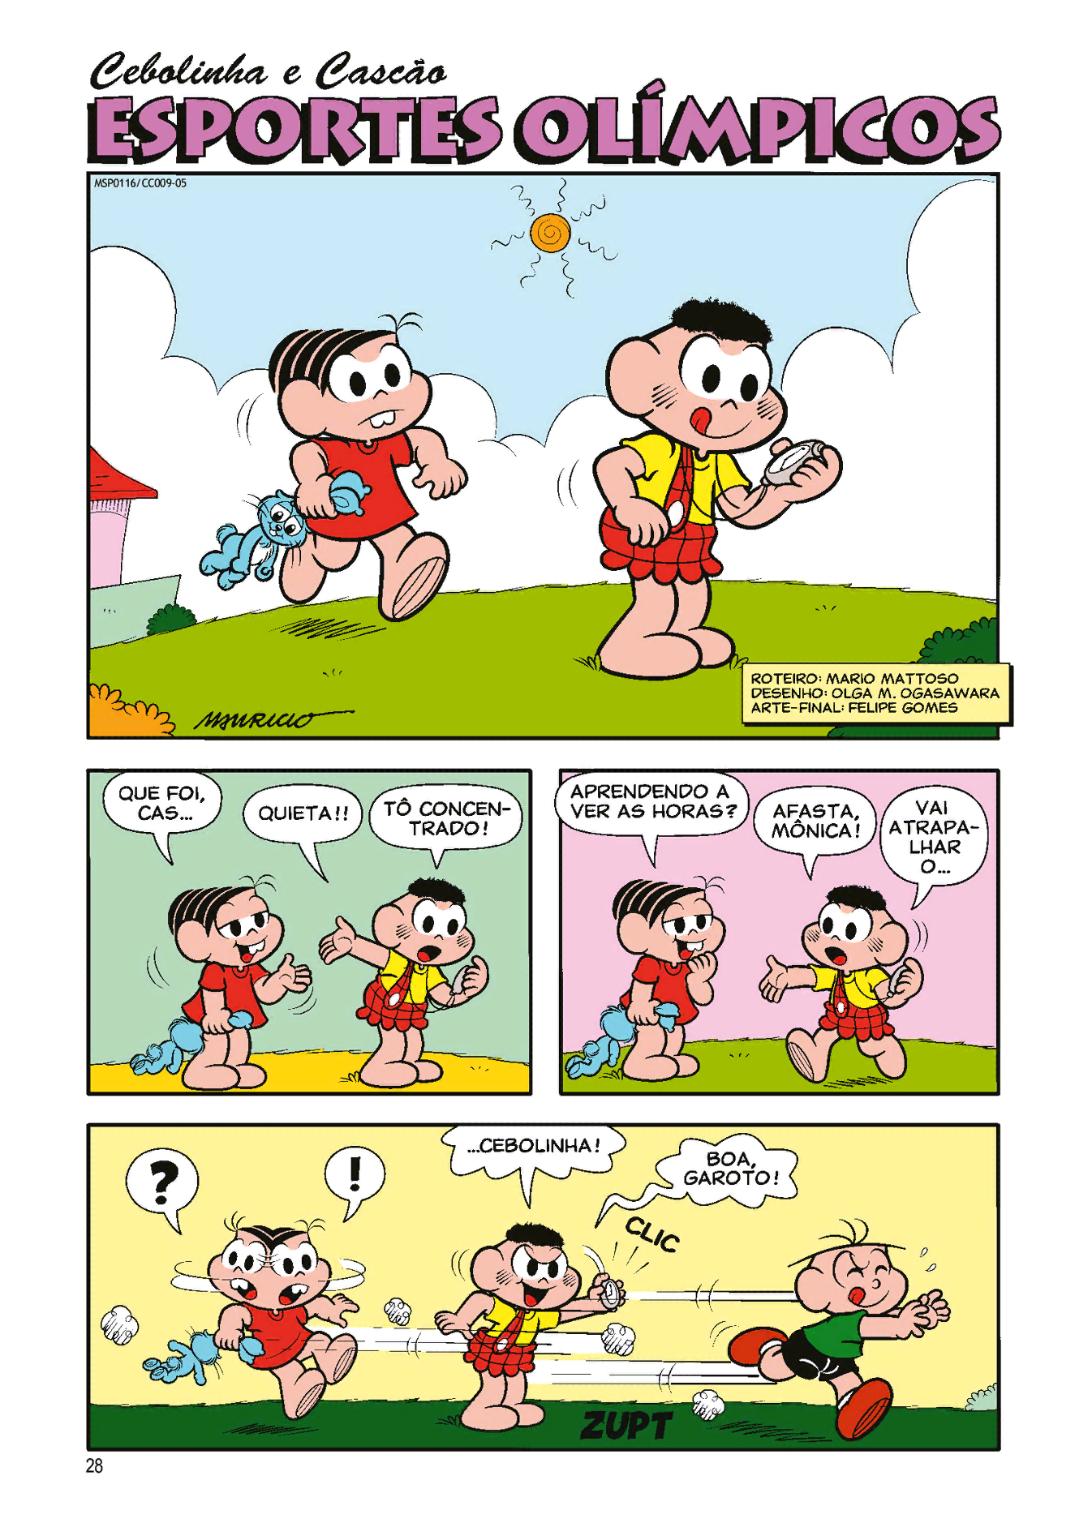 Cebolinha e Cascão
ESPORTES OLÍMPICOS
MSP0116/CC009-05
ROTEIRO: MARIO MATTOSO
DESENHO: OLGA M. OGASAWARA
ARTE-FINAL: FELIPE GOMES
MAURICIO
QUE FOI,
CAS...
QUIETA!!
TÔ CONCEN-
TRADO!
APRENDENDO A
VER AS HORAS?
AFASTA,
MÔNICA!
VAI
ATRAPA-
LHAR
O...
?
!
...CEBOLINHA!
BOA,
GAROTO!
CLIC
ZUPT
28